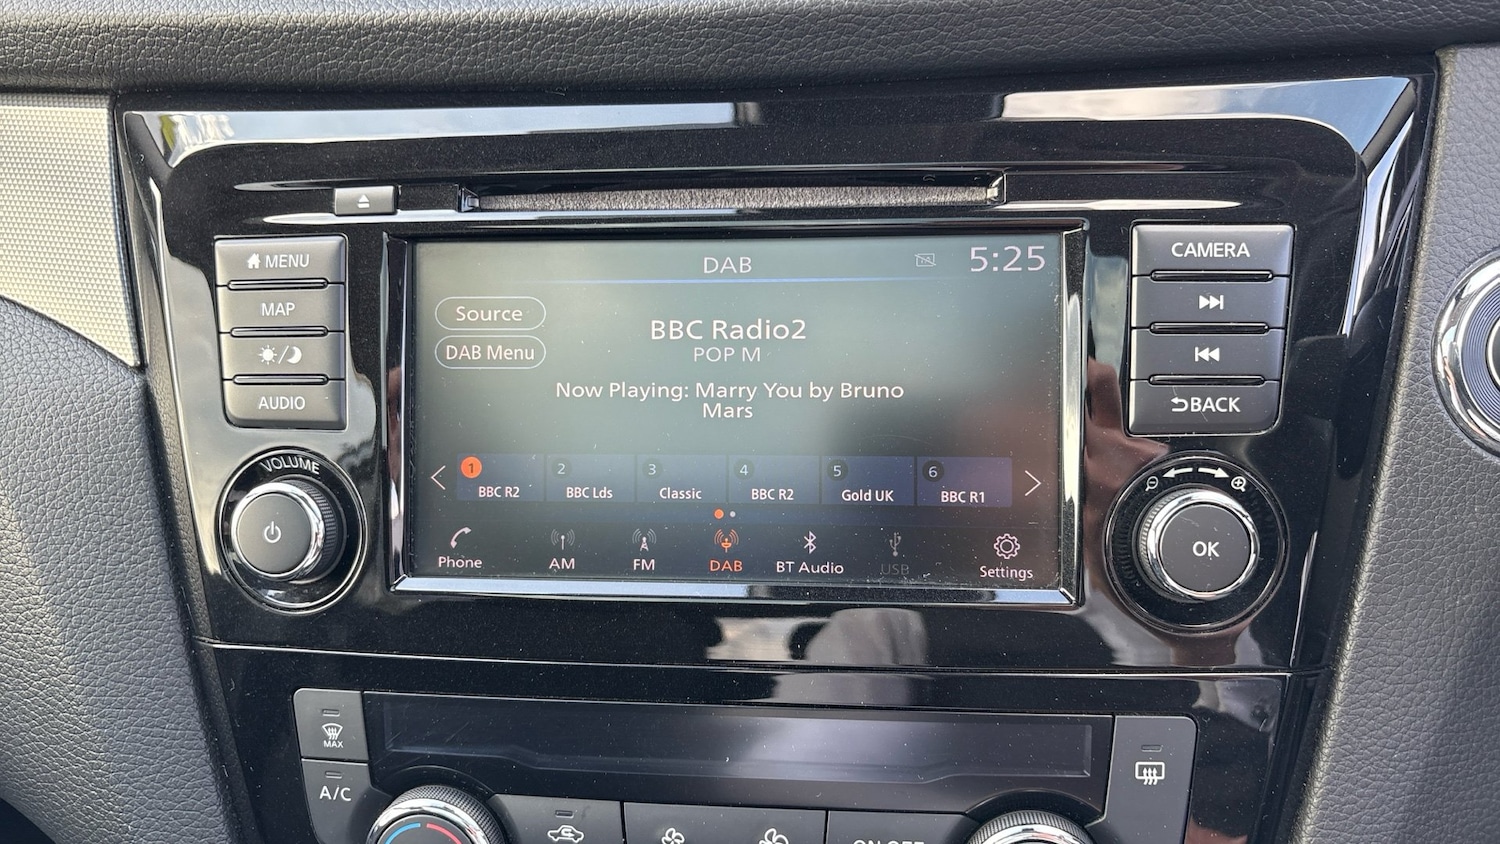 DAB
5:25
MENU
MAP
AUDIO
VOLUME
Source
DAB Menu
BBC Radio2
POP M
Now Playing: Marry You by Bruno
Mars
1
BBC R2
2
BBC Lds
3
Classic
4
BBC R2
5
Gold UK
6
BBC R1
Phone
AM
FM
DAB
BT Audio
USB
Settings
CAMERA
BACK
OK
MAX
A/C
ON·OFF